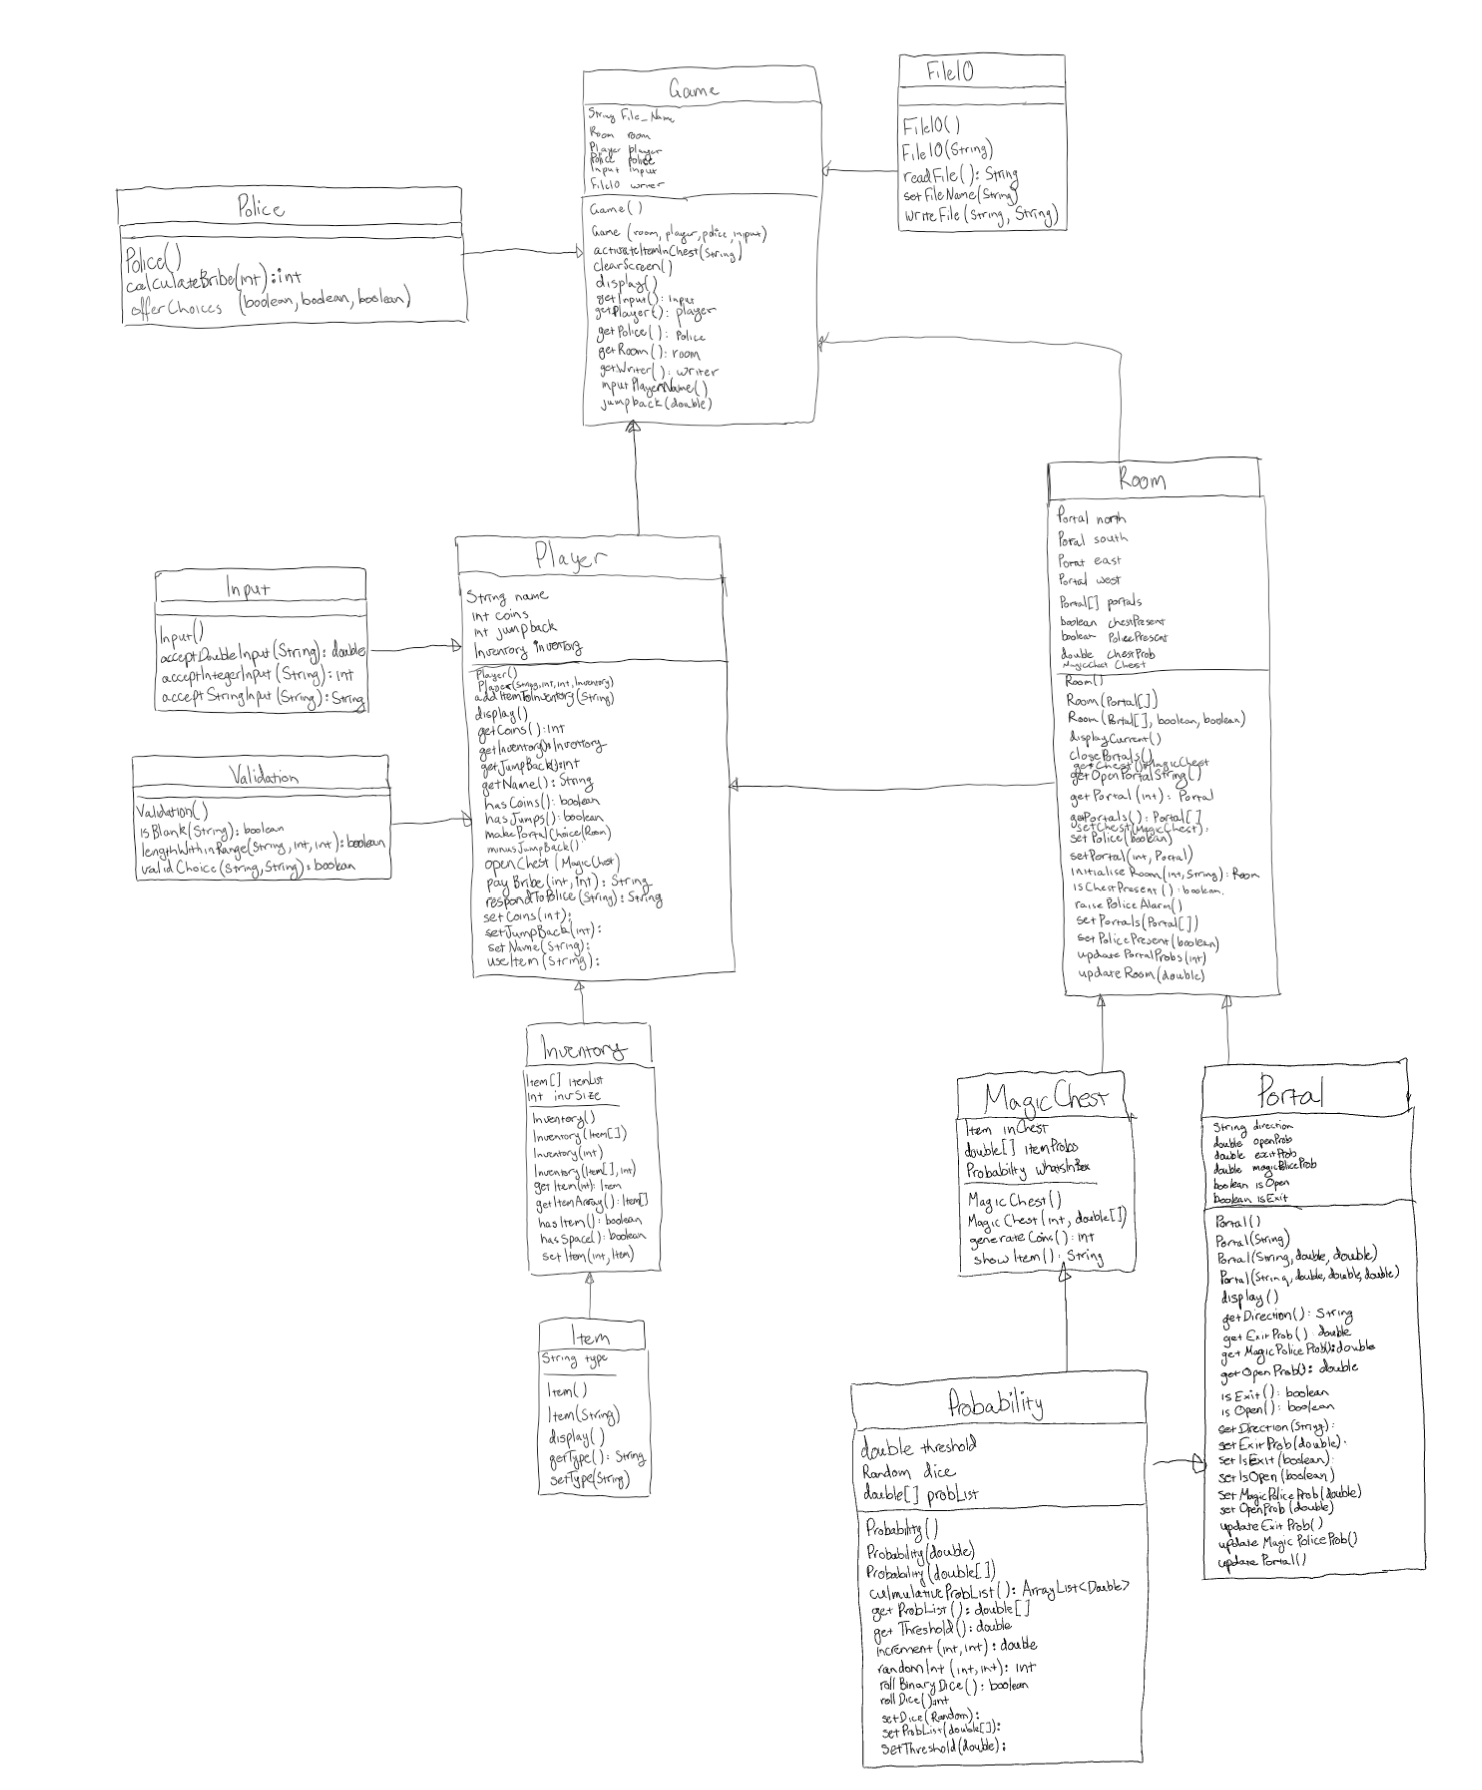 Game
String File_Name
Room room
Player player
Police police
Input input
FileIO writer
Game()
Game (room, player, police, input)
activateItemInChest(String)
clearScreen()
display()
getInput(): Input
getPlayer(): player
getPolice(): Police
getRoom(): room
getWriter(): writer
inputPlayerName()
jumpback(double)
FileIO
FileIO()
FileIO(String)
readFile(): String
setFileName(String)
writeFile(String, String)
Police
Police()
calculateBribe(int): int
offerChoices (boolean, boolean, boolean)
Room
Portal north
Poral south
Porat east
Portal west
Portal[] portals
boolean chestPresent
boolean PolicePresent
double chestProb
MagicChat Chest
Room()
Room(Portal[])
Room(Portal[], boolean, boolean)
displayCurrent()
closePortals()
getChest():MagicChest
getOpenPortalString()
getPortal(int): Portal
getPortals(): Portal[]
setChest(MagicChest):
setPolice(boolean)
setPortal(int, Portal)
initialiseRoom(int, String): Room
isChestPresent(): boolean.
raisePoliceAlarm()
setPortals(Portal[])
setPolicePresent(boolean)
updatePortalProbs(int)
updateRoom(double)
Player
String name
int coins
int jumpback
Inventory inventory
Player()
Player(String, int, int, Inventory)
addItemToInventory(String)
display()
getCoins(): int
getInventory():Inventory
getJumpBack():int
getName(): String
hasCoins(): boolean
hasJumps(): boolean
makePortalChoice(Room)
minusJumpBack()
openChest (MagicChest)
payBribe(int, int): String
respondToPolice(String): String
setCoins(int):
setJumpBack(int):
setName(String):
useItem(String):
Input
Input()
acceptDoubleInput(String): double
acceptIntegerInput(String): int
acceptStringInput(String): String
Validation
Validation()
isBlank(String): boolean
lengthWithinRange(String, int, int): boolean
validChoice(String, String): boolean
Inventory
Item[] itemList
int invSize
Inventory()
Inventory(Item[])
Inventory(int)
Inventory(Item[], int)
getItem(int): Item
getItemArray(): Item[]
hasItem(): boolean
hasSpace(): boolean
setItem(int, Item)
Item
String type
Item()
Item(String)
display()
getType(): String
setType(String)
MagicChest
Item inChest
double[] itemProbs
Probability whatsInBox
MagicChest()
MagicChest(int, double[])
generateCoins(): int
showItem(): String
Portal
String direction
double openProb
double exitProb
double magicPoliceProb
boolean isOpen
boolean isExit
Portal()
Portal(String)
Portal(String, double, double)
Portal(String, double, double, double)
display()
getDirection(): String
getExitProb() double
getMagicPoliceProb():double
getOpenProb(): double
isExit(): boolean
isOpen(): boolean
setDirection(String):
setExitProb(double):
setIsExit(boolean):
setIsOpen(boolean)
setMagicPoliceProb(double)
setOpenProb(double)
updateExitProb()
updateMagicPoliceProb()
updatePortal()
Probability
double threshold
Random dice
double[] probList
Probability()
Probability(double)
Probability(double[])
culmulativeProbList(): ArrayList<Double>
getProbList(): double[]
getThreshold(): double
increment(int, int): double
randomInt(int, int): int
rollBinaryDice(): boolean
rollDice():int
setDice(Random):
setProbList(double[]):
setThreshold(double):